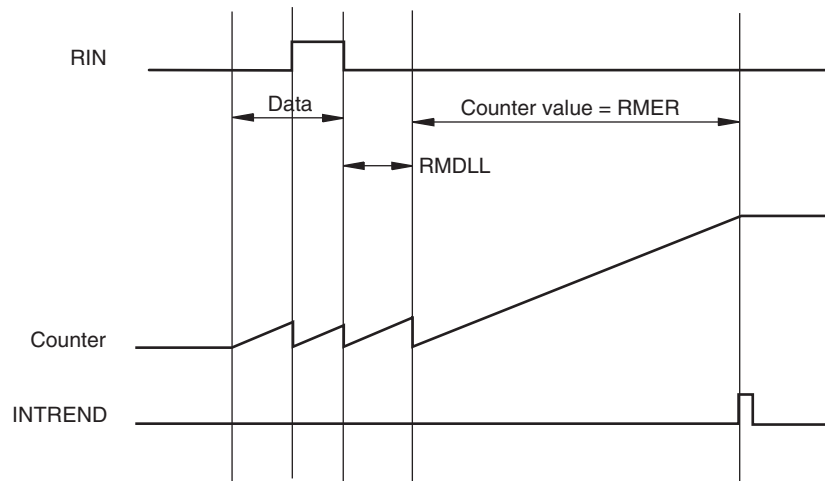 RIN
Data
Counter value = RMER
RMDLL
Counter
INTREND